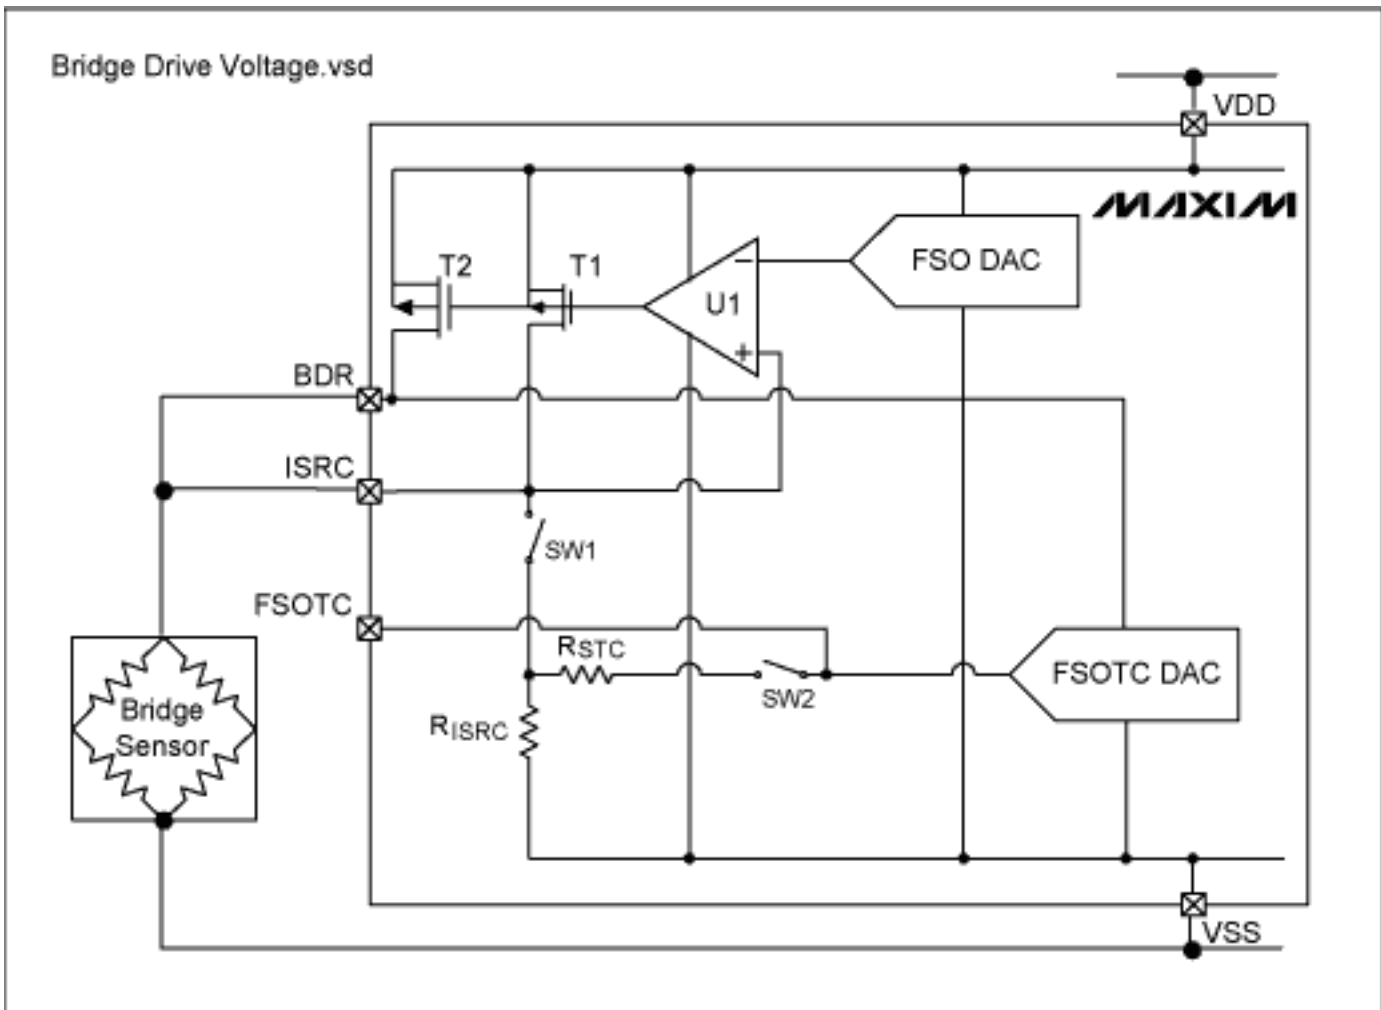 Bridge Drive Voltage.vsd
VDD
MAXIM
FSO DAC
T2
T1
U1
−
+
BDR
ISRC
SW1
FSOTC
RSTC
SW2
FSOTC DAC
RISRC
Bridge
Sensor
VSS